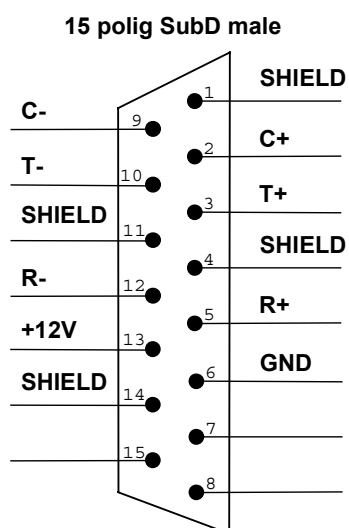 15 polig SubD male
SHIELD
1
C-
9
C+
2
T-
10
T+
3
SHIELD
11
SHIELD
4
R-
12
R+
5
+12V
13
GND
6
SHIELD
14
7
15
8